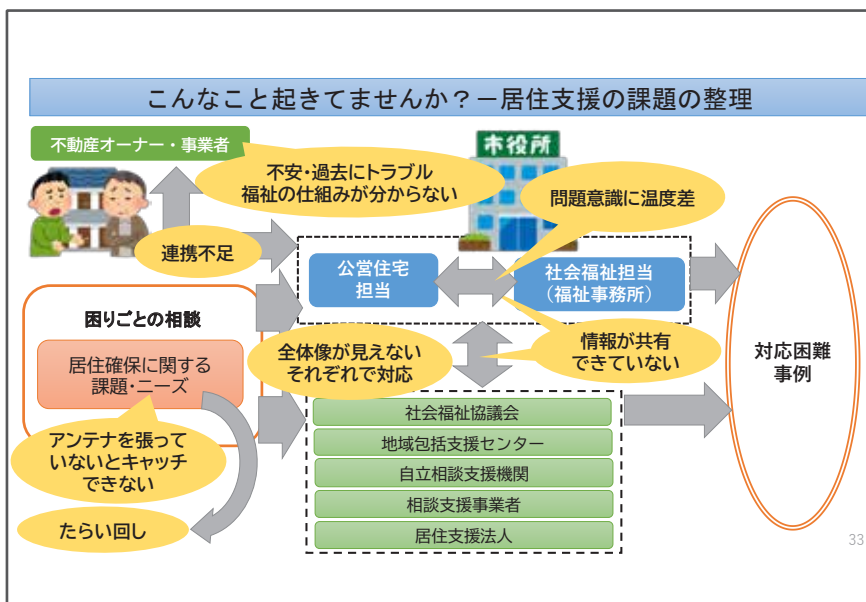 こんなこと起きてませんか？－居住支援の課題の整理
不動産オーナー・事業者
市役所
不安・過去にトラブル
福祉の仕組みが分からない
問題意識に温度差
連携不足
公営住宅
担当
社会福祉担当
（福祉事務所）
困りごとの相談
居住確保に関する
課題・ニーズ
全体像が見えない
それぞれで対応
情報が共有
できていない
対応困難
事例
アンテナを張って
いないとキャッチ
できない
たらい回し
社会福祉協議会
地域包括支援センター
自立相談支援機関
相談支援事業者
居住支援法人
33